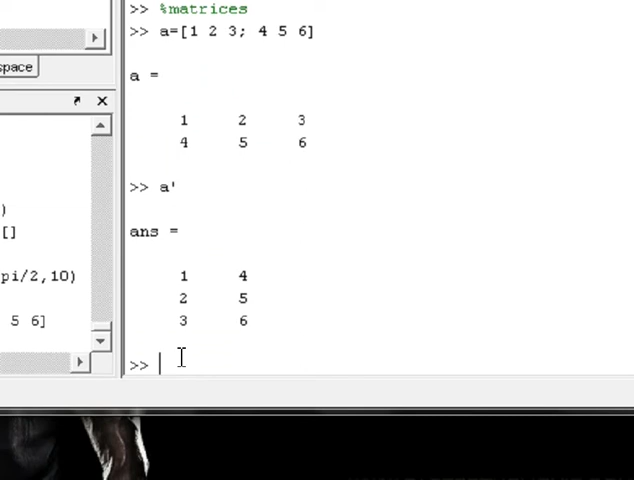 >> %matrices
>> a=[1 2 3; 4 5 6]
a =
1 2 3
4 5 6
>> a'
ans =
1 4
2 5
3 6
>>
space
)
[]
pi/2,10)
5 6]